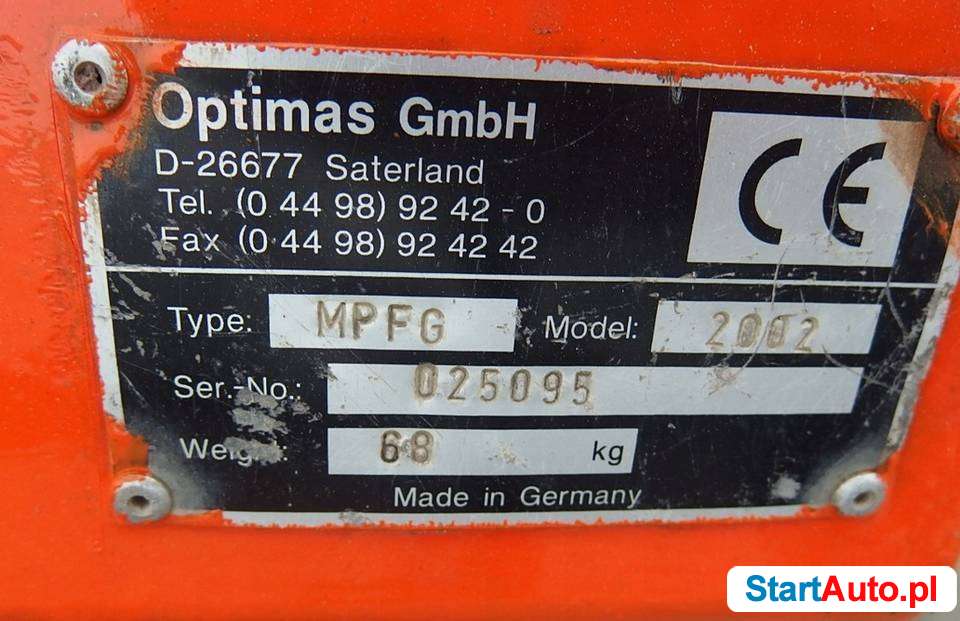 Optimas GmbH
D-26677 Saterland
Tel. (0 44 98) 92 42 - 0
Fax (0 44 98) 92 42 42
CE
Type: MPFG Model: 2002
Ser.-No.: 025095
Weight: 68 kg
Made in Germany
StartAuto.pl